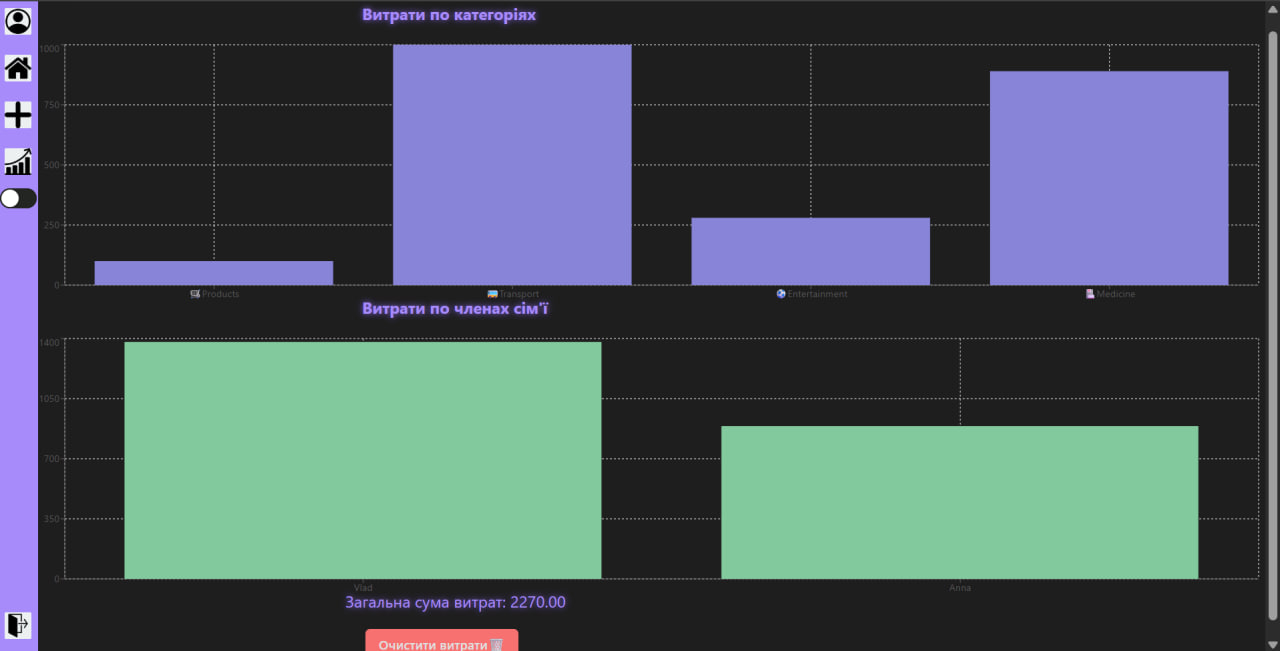 Витрати по категоріях
1000
750
500
250
0
Products
Transport
Entertainment
Medicine
Витрати по членах сім'ї
1400
1050
700
350
0
Vlad
Anna
Загальна сума витрат: 2270.00
Очистити витрати